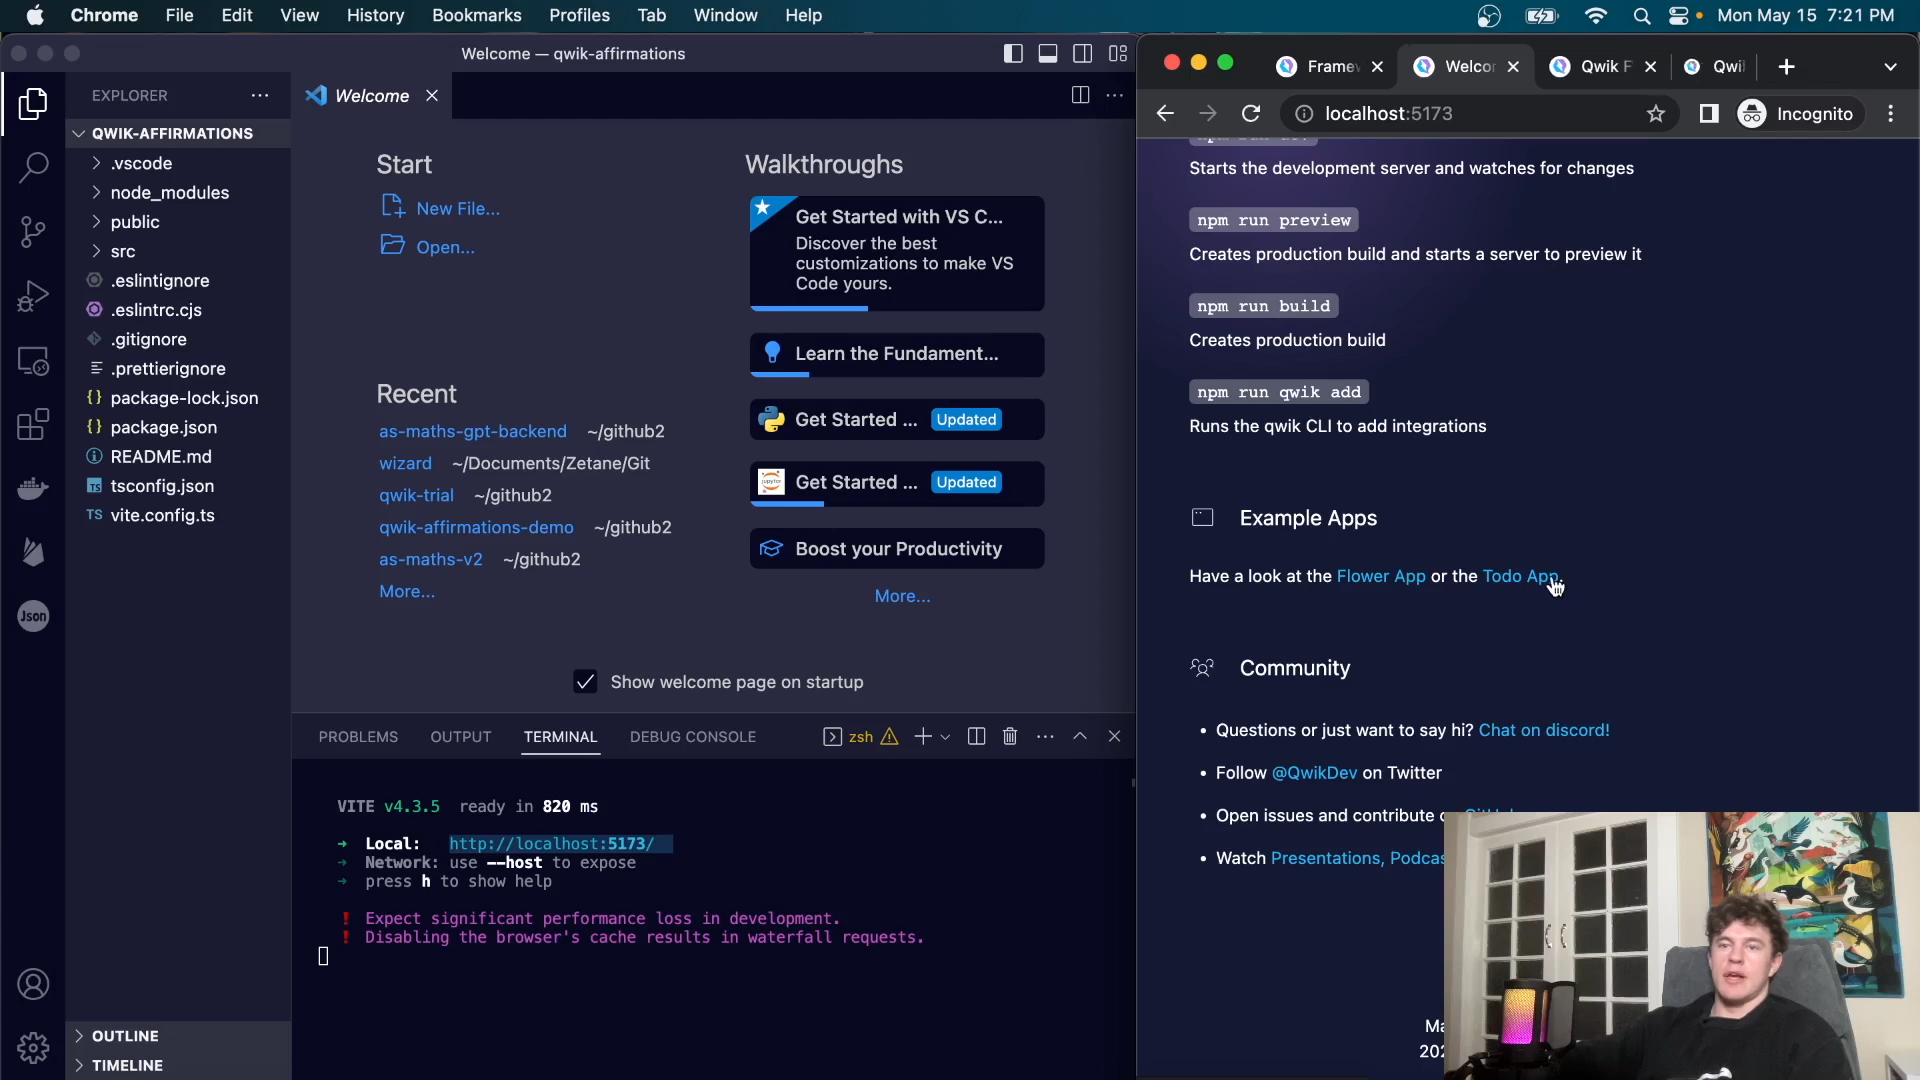 Chrome File Edit View History Bookmarks Profiles Tab Window Help
Mon May 15 7:21 PM
Welcome — qwik-affirmations
EXPLORER
QWIK-AFFIRMATIONS
.vscode
node_modules
public
src
.eslintignore
.eslintrc.cjs
.gitignore
.prettierignore
package-lock.json
package.json
README.md
tsconfig.json
vite.config.ts
OUTLINE
TIMELINE
Json
Welcome
Start
New File...
Open...
Recent
as-maths-gpt-backend ~/github2
wizard ~/Documents/Zetane/Git
qwik-trial ~/github2
qwik-affirmations-demo ~/github2
as-maths-v2 ~/github2
More...
Walkthroughs
Get Started with VS C...
Discover the best
customizations to make VS
Code yours.
Learn the Fundament...
Get Started ... Updated
Get Started ... Updated
Boost your Productivity
More...
Show welcome page on startup
PROBLEMS OUTPUT TERMINAL DEBUG CONSOLE
zsh
VITE v4.3.5 ready in 820 ms
➜ Local: http://localhost:5173/
➜ Network: use --host to expose
➜ press h to show help
! Expect significant performance loss in development.
! Disabling the browser's cache results in waterfall requests.
Framew Welcor Qwik F Qwi
localhost:5173
Incognito
Starts the development server and watches for changes
npm run preview
Creates production build and starts a server to preview it
npm run build
Creates production build
npm run qwik add
Runs the qwik CLI to add integrations
Example Apps
Have a look at the Flower App or the Todo App.
Community
• Questions or just want to say hi? Chat on discord!
• Follow @QwikDev on Twitter
• Open issues and contribute
• Watch Presentations, Podcas
Ma
202